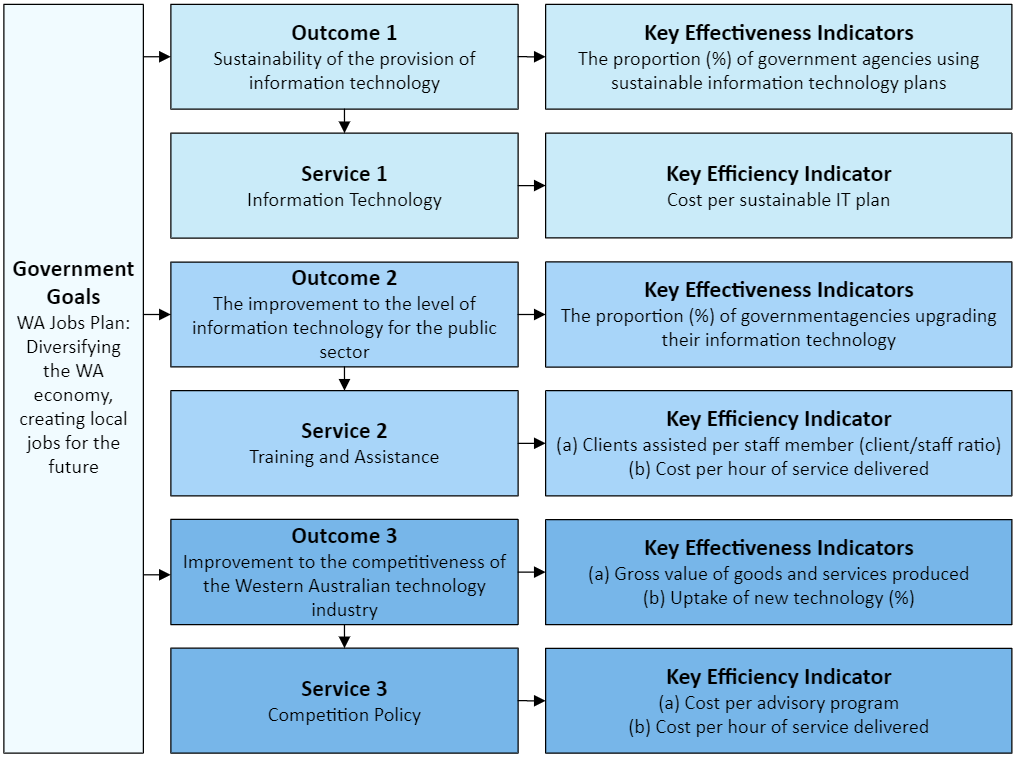 Government
Goals
WA Jobs Plan:
Diversifying
the WA
economy,
creating local
jobs for the
future
Outcome 1
Sustainability of the provision of
information technology
Key Effectiveness Indicators
The proportion (%) of government agencies using
sustainable information technology plans
Service 1
Information Technology
Key Efficiency Indicator
Cost per sustainable IT plan
Outcome 2
The improvement to the level of
information technology for the public
sector
Key Effectiveness Indicators
The proportion (%) of governmentagencies upgrading
their information technology
Service 2
Training and Assistance
Key Efficiency Indicator
(a) Clients assisted per staff member (client/staff ratio)
(b) Cost per hour of service delivered
Outcome 3
Improvement to the competitiveness of
the Western Australian technology
industry
Key Effectiveness Indicators
(a) Gross value of goods and services produced
(b) Uptake of new technology (%)
Service 3
Competition Policy
Key Efficiency Indicator
(a) Cost per advisory program
(b) Cost per hour of service delivered